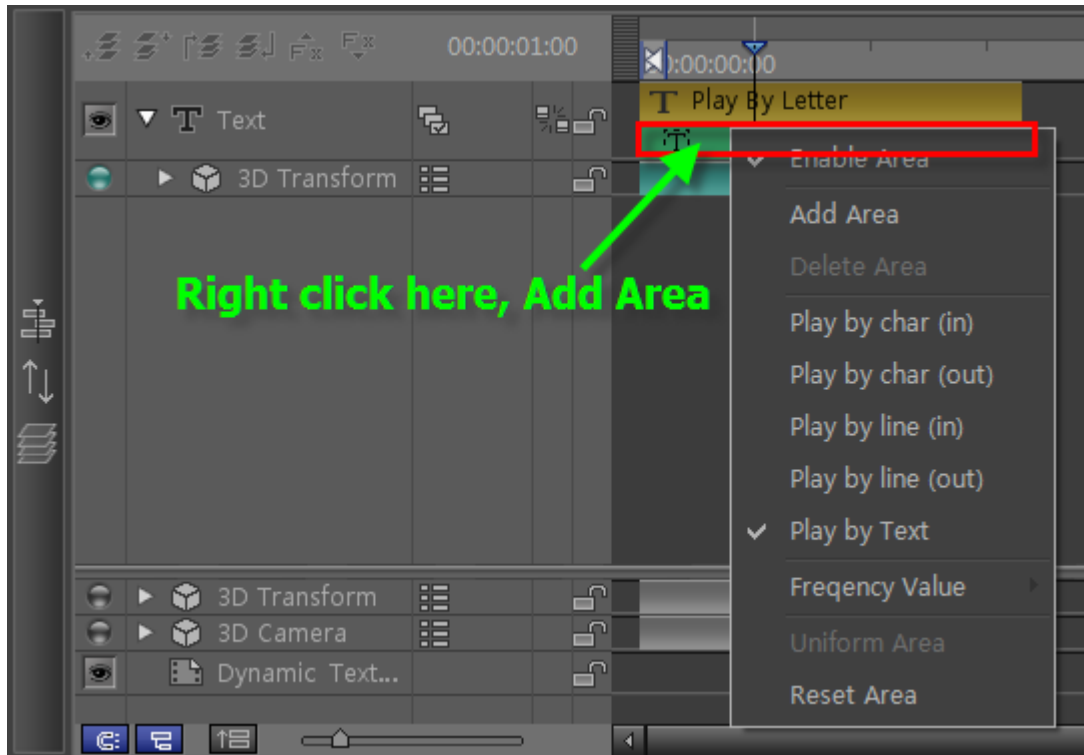 00:00:01:00
:00:00:00
T Play By Letter
T Text
T
Enable Area
3D Transform
Add Area
Delete Area
Right click here, Add Area
Play by char (in)
Play by char (out)
Play by line (in)
Play by line (out)
Play by Text
3D Transform
Freqency Value
3D Camera
Uniform Area
Dynamic Text...
Reset Area